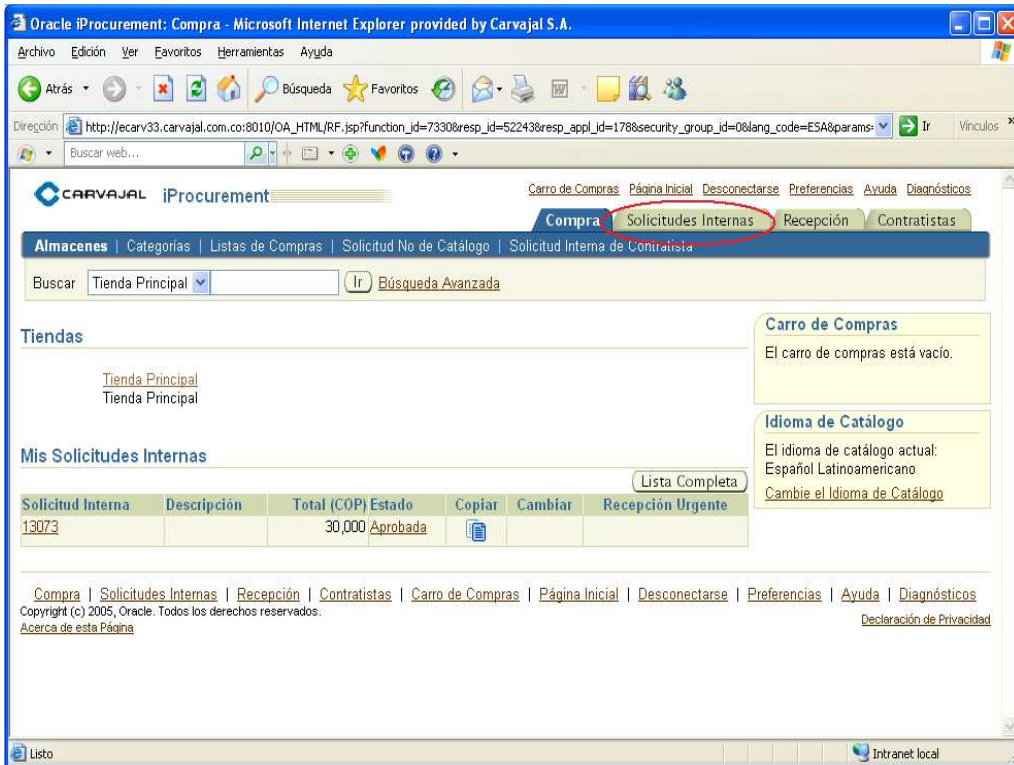 Oracle iProcurement: Compra - Microsoft Internet Explorer provided by Carvajal S.A.
Archivo Edición Ver Favoritos Herramientas Ayuda
Atrás Búsqueda Favoritos
Dirección http://ecarv33.carvajal.com.co:8010/OA_HTML/RF.jsp?function_id=7330&resp_id=52243&resp_appl_id=178&security_group_id=0&lang_code=ESA&params= Ir Vínculos »
Buscar web...
CARVAJAL iProcurement
Carro de Compras Página Inicial Desconectarse Preferencias Ayuda Diagnósticos
Compra Solicitudes Internas Recepción Contratistas
Almacenes | Categorías | Listas de Compras | Solicitud No de Catálogo | Solicitud Interna de Contratista
Buscar Tienda Principal Ir Búsqueda Avanzada
Tiendas
Tienda Principal
Tienda Principal
Carro de Compras
El carro de compras está vacío.
Idioma de Catálogo
El idioma de catálogo actual:
Español Latinoamericano
Cambie el Idioma de Catálogo
Mis Solicitudes Internas
Lista Completa
Solicitud Interna Descripción Total (COP) Estado Copiar Cambiar Recepción Urgente
13073 30,000 Aprobada
Compra | Solicitudes Internas | Recepción | Contratistas | Carro de Compras | Página Inicial | Desconectarse | Preferencias | Ayuda | Diagnósticos
Copyright (c) 2005, Oracle. Todos los derechos reservados.
Acerca de esta Página
Declaración de Privacidad
Listo
Intranet local